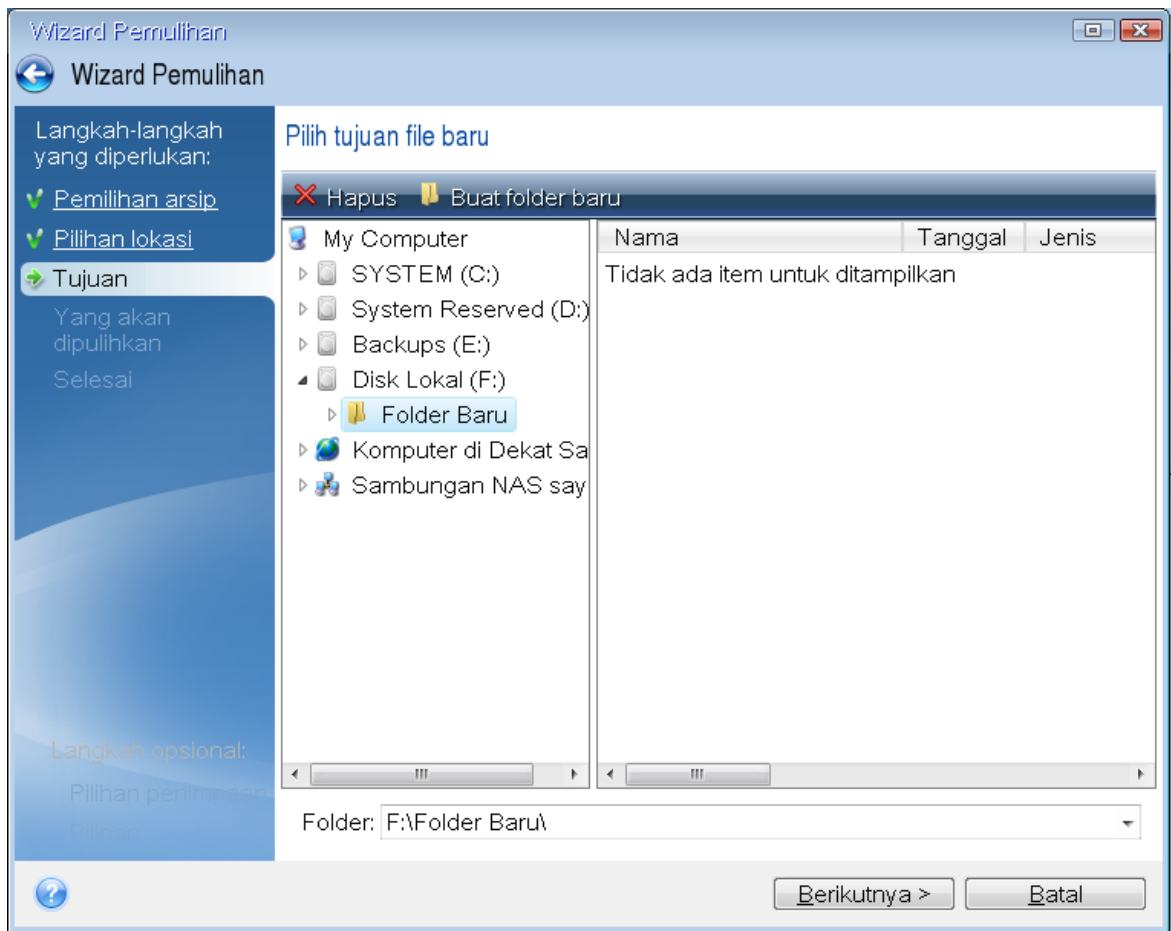 Wizard Pemulihan
Wizard Pemulihan
Langkah-langkah
yang diperlukan:
Pemilihan arsip
Pilihan lokasi
Tujuan
Yang akan
dipulihkan
Selesai
Langkah opsional:
Pilihan penimpaan
Pilihan
Pilih tujuan file baru
Hapus
Buat folder baru
My Computer
SYSTEM (C:)
System Reserved (D:)
Backups (E:)
Disk Lokal (F:)
Folder Baru
Komputer di Dekat Sa
Sambungan NAS say
Nama Tanggal Jenis
Tidak ada item untuk ditampilkan
Folder: F:\Folder Baru\
Berikutnya >
Batal